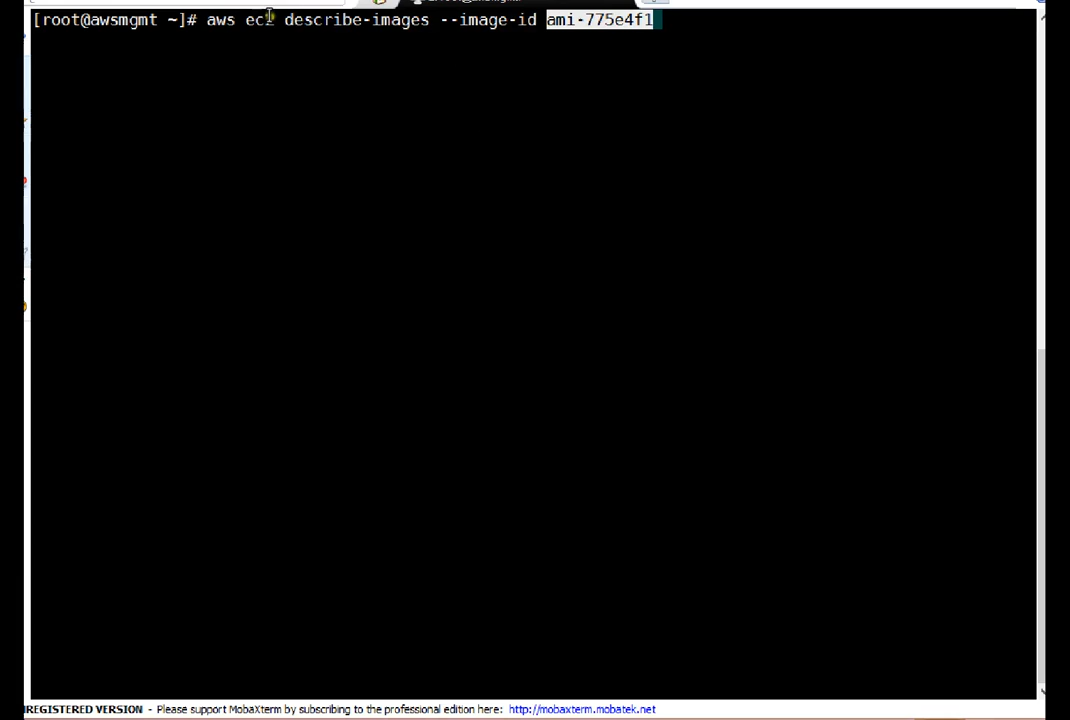 [root@awsmgmt ~]# aws ec2 describe-images --image-id ami-775e4f1
REGISTERED VERSION - Please support MobaXterm by subscribing to the professional edition here: http://mobaxterm.mobatek.net